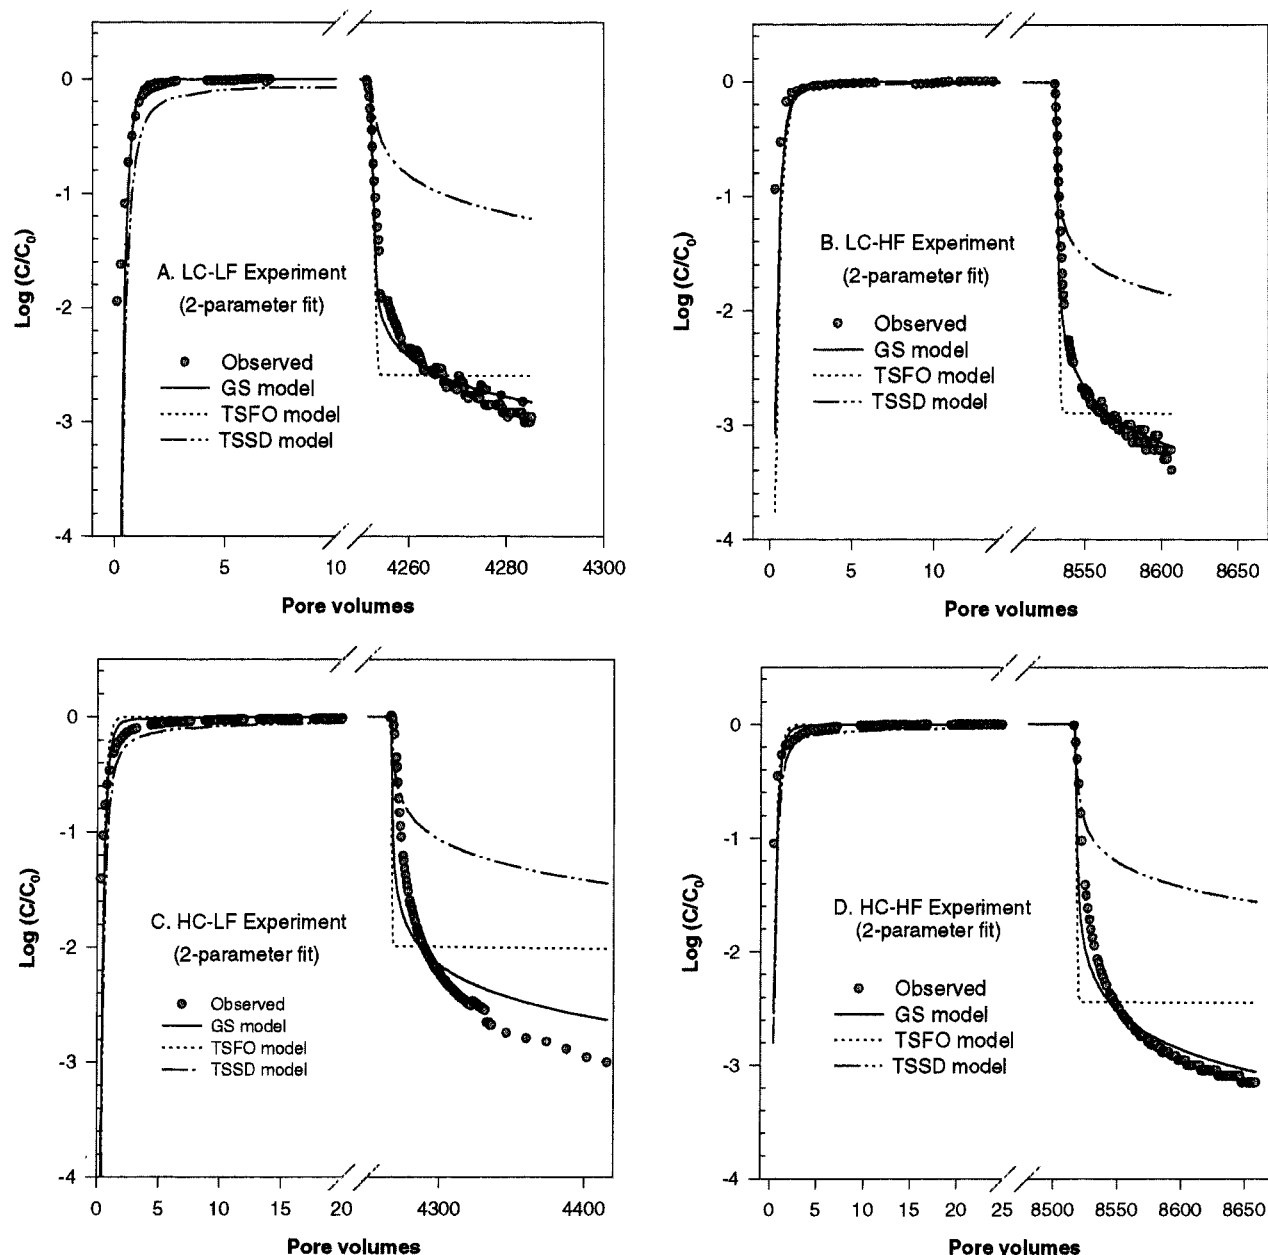 Log (C/C0)
0
-1
-2
-3
-4
A. LC-LF Experiment
(2-parameter fit)
Observed
GS model
TSFO model
TSSD model
0 5 10 4260 4280 4300
Pore volumes
Log (C/C0)
0
-1
-2
-3
-4
B. LC-HF Experiment
(2-parameter fit)
Observed
GS model
TSFO model
TSSD model
0 5 10 8550 8600 8650
Pore volumes
Log (C/C0)
0
-1
-2
-3
-4
C. HC-LF Experiment
(2-parameter fit)
Observed
GS model
TSFO model
TSSD model
0 5 10 15 20 4300 4400
Pore volumes
Log (C/C0)
0
-1
-2
-3
-4
D. HC-HF Experiment
(2-parameter fit)
Observed
GS model
TSFO model
TSSD model
0 5 10 15 20 25 8500 8550 8600 8650
Pore volumes